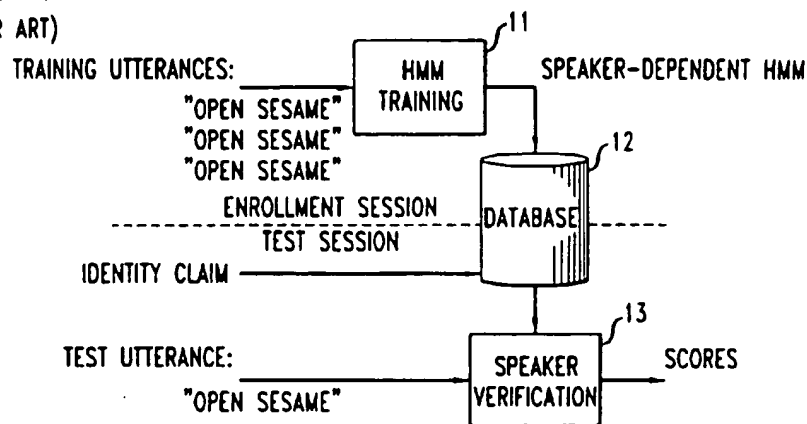 R ART)
11
TRAINING UTTERANCES:
HMM
TRAINING
SPEAKER-DEPENDENT HMM
"OPEN SESAME"
"OPEN SESAME"
"OPEN SESAME"
12
ENROLLMENT SESSION
DATABASE
TEST SESSION
IDENTITY CLAIM
13
TEST UTTERANCE:
SPEAKER
VERIFICATION
SCORES
"OPEN SESAME"